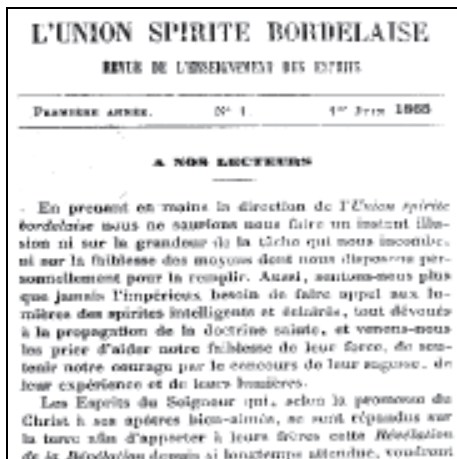 L'UNION SPIRITE BORDELAISE
REVUE DE L'ENSEIGNEMENT DES ESPRITS
PREMIÈRE ANNÉE. N° 1. 1er JUIN 1865
A NOS LECTEURS
En prenant en mains la direction de l'Union spirite
bordelaise nous ne saurions nous faire un instant illu-
sion ni sur la grandeur de la tâche qui nous incombe,
ni sur la faiblesse des moyens dont nous disposons per-
sonnellement pour la remplir. Aussi, sentons-nous plus
que jamais l'impérieux besoin de faire appel aux lu-
mières des spirites intelligents et éclairés, tout dévoués
à la propagation de la doctrine sainte, et venons-nous
les prier d'aider notre faiblesse de leur force, de sou-
tenir notre courage par le concours de leur sagesse, de
leur expérience et de leurs lumières.
Les Esprits du Seigneur qui, selon la promesse du
Christ à ses apôtres bien-aimés, se sont répandus sur
la terre afin d'apporter à leurs frères cette Révélation
de la Révélation depuis si longtemps attendue, voudront